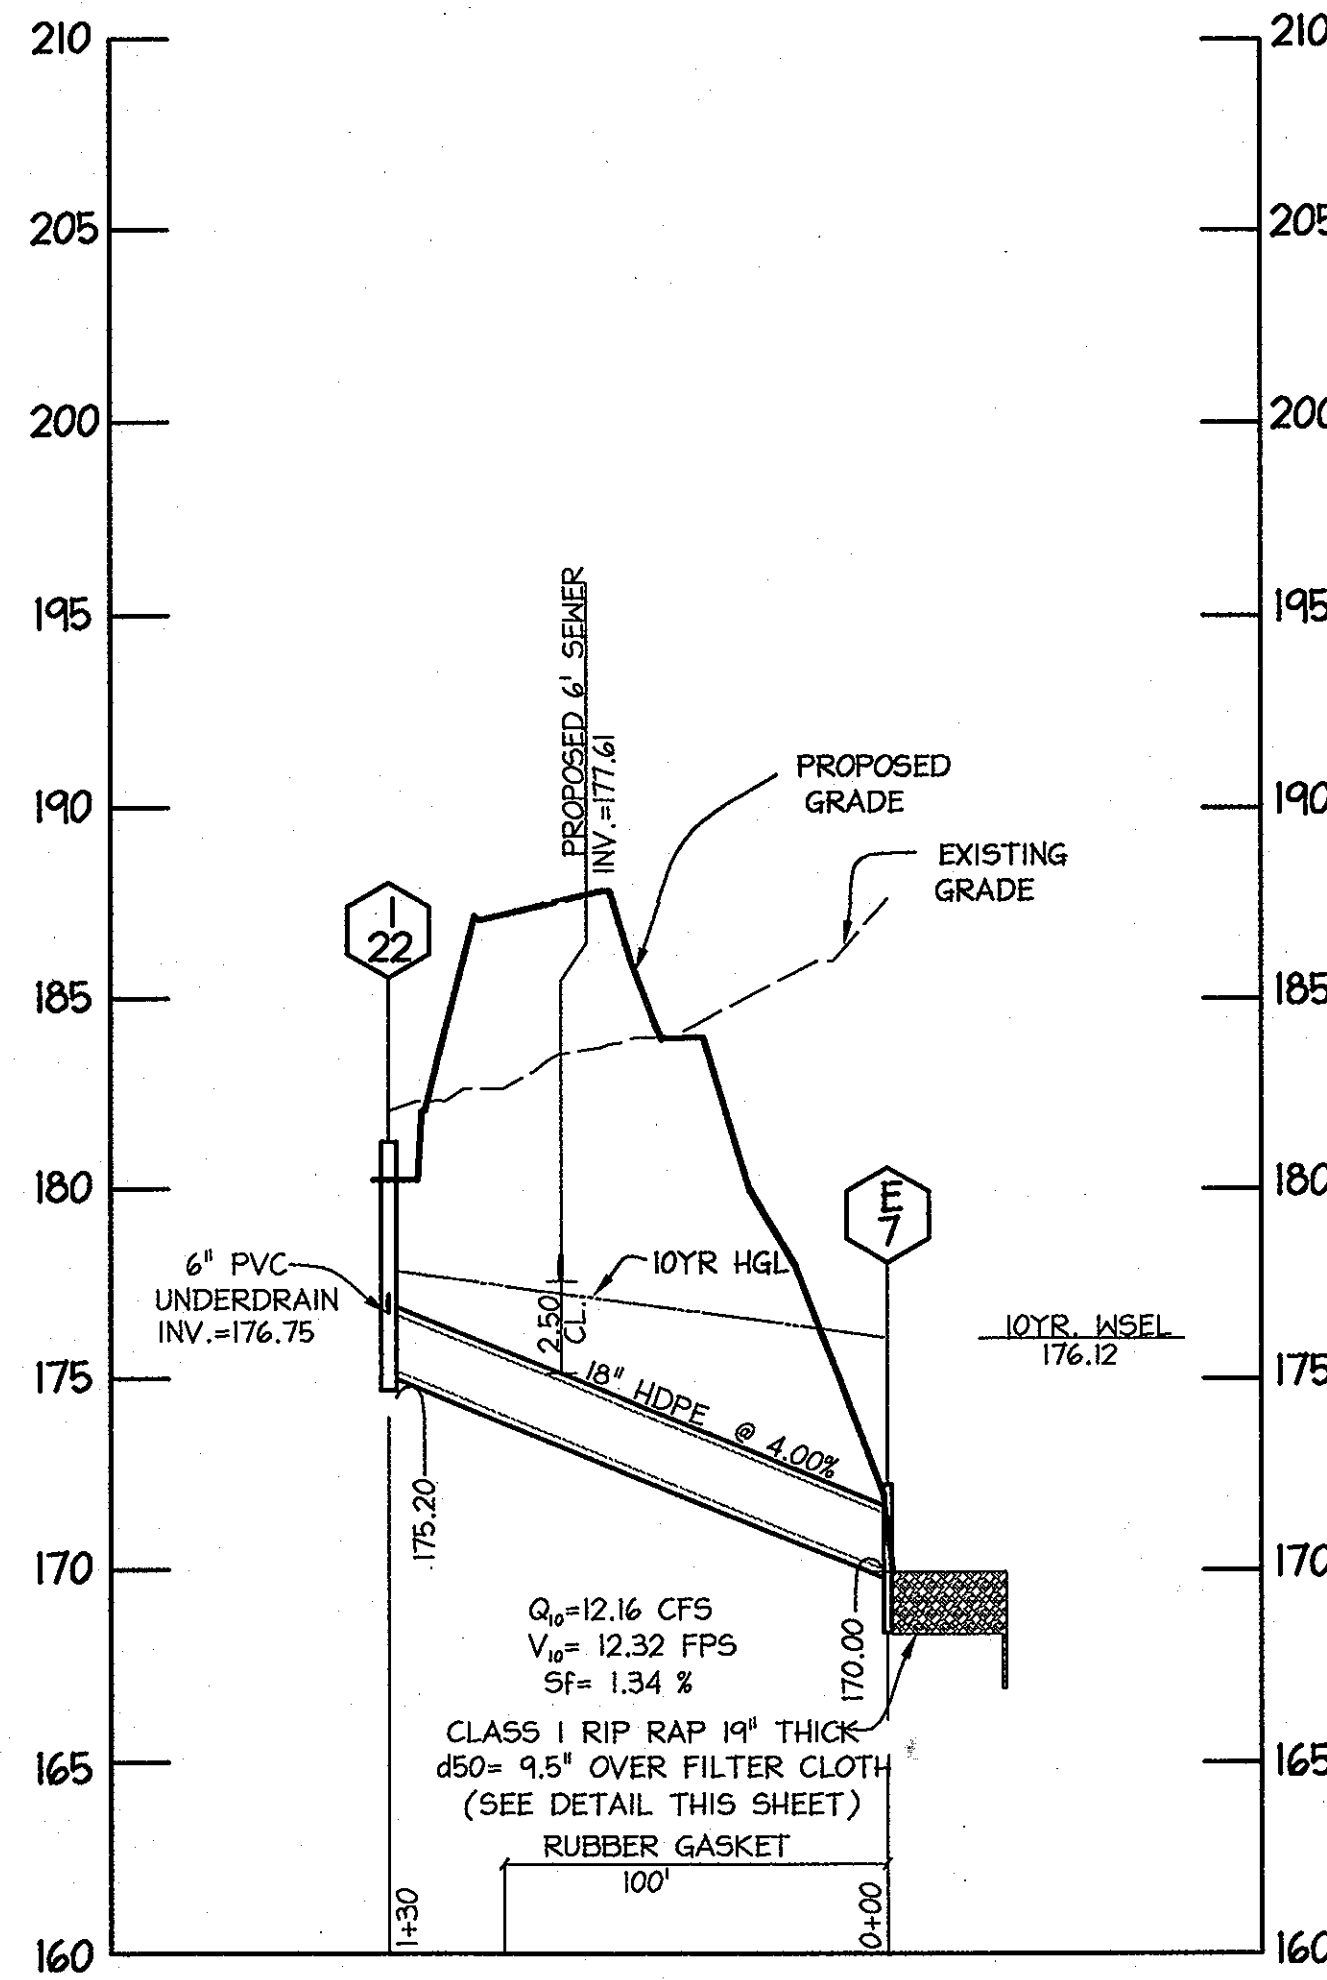 210
210
205
205
200
200
195
195
190
190
185
185
180
180
175
175
170
170
165
165
160
160
PROPOSED 6' SEWER
INV.=177.61
PROPOSED
GRADE
EXISTING
GRADE
I
22
E
7
6" PVC
UNDERDRAIN
INV.=176.75
10YR HGL
2.50
CL.
10YR. WSEL
176.12
18" HDPE @ 4.00%
175.20
170.00
Q10=12.16 CFS
V10= 12.32 FPS
Sf= 1.34 %
CLASS 1 RIP RAP 19" THICK
d50= 9.5" OVER FILTER CLOTH
(SEE DETAIL THIS SHEET)
RUBBER GASKET
100'
1+30
0+00